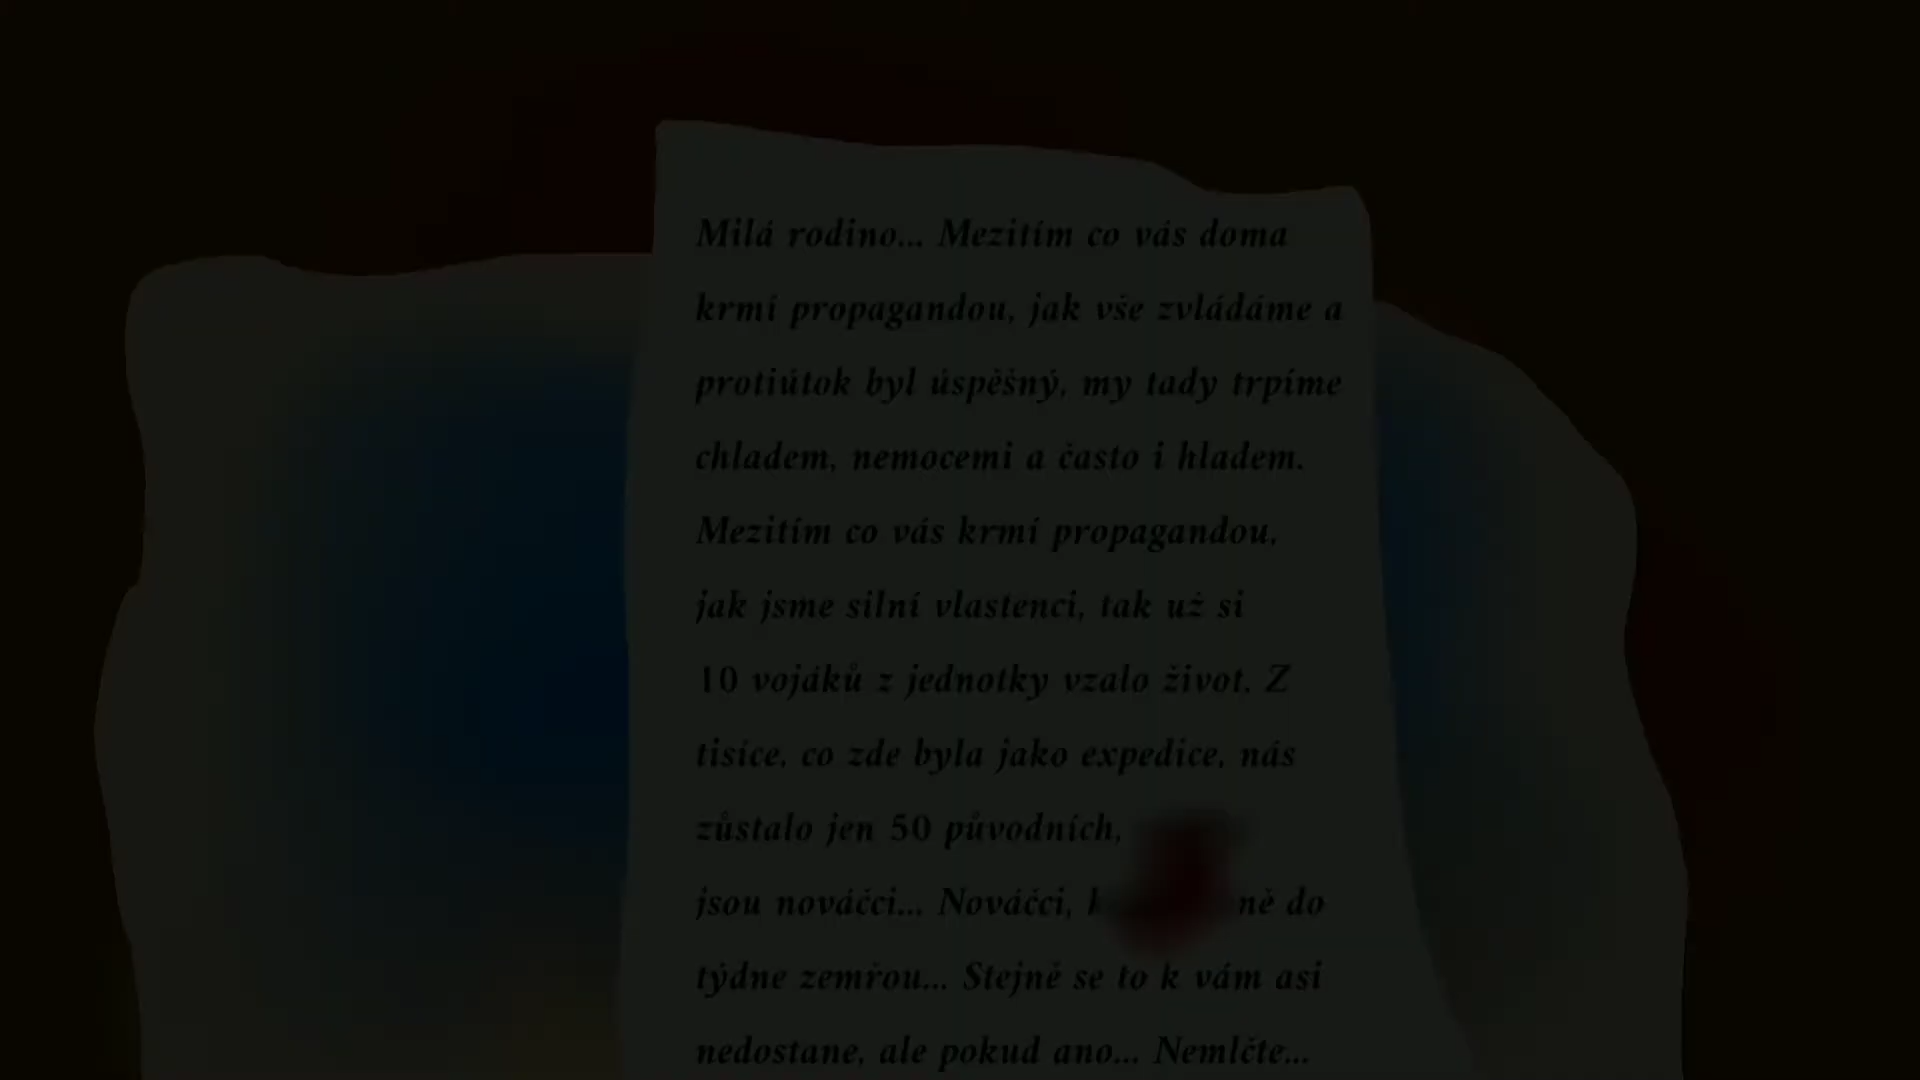 Milá rodino... Mezitím co vás doma
krmí propagandou, jak vše zvládáme a
protiútok byl úspěšný, my tady trpíme
chladem, nemocemi a často i hladem.
Mezitím co vás krmí propagandou,
jak jsme silní vlastenci, tak už si
10 vojáků z jednotky vzalo život. Z
tisíce, co zde byla jako expedice, nás
zůstalo jen 50 původních,
jsou nováčci... Nováčci, do
týdne zemřou... Stejně se to k vám asi
nedostane, ale pokud ano... Nemlčte...